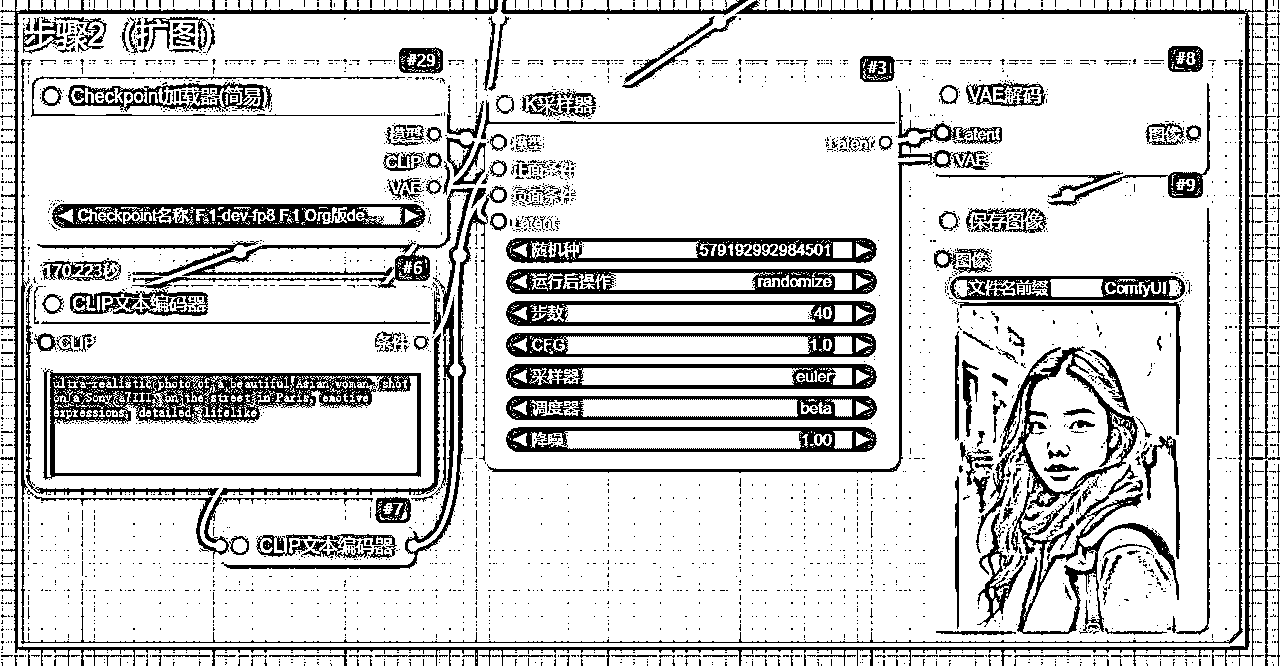 步骤2（扩图）
#29
Checkpoint加载器(简易)
模型
CLIP
VAE
Checkpoint名称 F.1-dev-fp8 F.1 Org版de...
170.223秒
#6
CLIP文本编码器
CLIP
条件
ultra-realistic photo of a beautiful Asian woman, shot
on a Sony a7III, on the street in Paris, emotive
expressions, detailed, lifelike
#7
CLIP文本编码器
#3
K采样器
模型
Latent
正面条件
负面条件
Latent
随机种 579192992984501
运行后操作 randomize
步数 40
CFG 1.0
采样器 euler
调度器 beta
降噪 1.00
#8
VAE解码
Latent
图像
VAE
#9
保存图像
图像
文件名前缀 ComfyUI